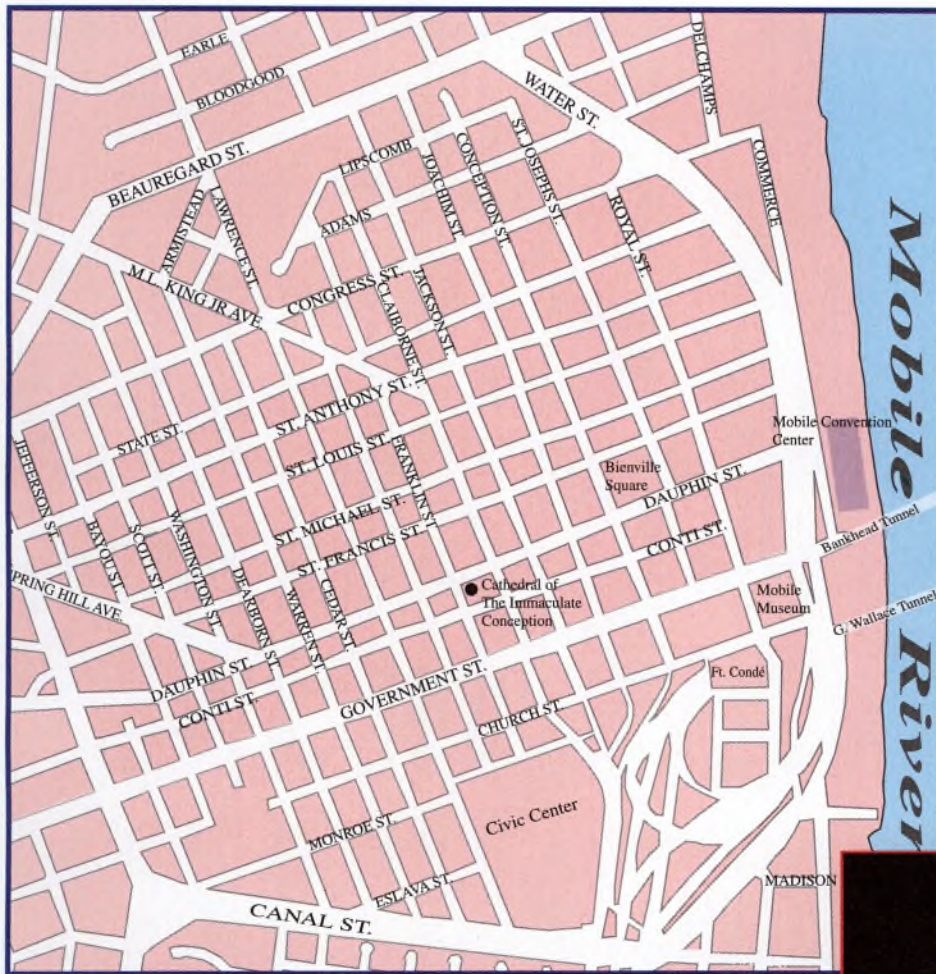 EARLE
BLOODGOOD
DELCHAMPS
WATER ST.
BEAUREGARD ST.
LIPSCOMB
JOACHIM ST.
CONCEPTION ST.
ST. JOSEPHS ST.
COMMERCE
ARMISTEAD
LAWRENCE ST.
ADAMS
ROYAL ST.
M.L. KING JR AVE.
CONGRESS ST.
JACKSON ST.
CLAIBORNE ST.
Mobile River
ST. ANTHONY ST.
STATE ST.
Mobile Convention
Center
JEFFERSON ST.
ST. LOUIS ST.
FRANKLIN ST.
Bienville
Square
DAUPHIN ST.
BAYOU ST.
SCOTT ST.
WASHINGTON ST.
ST. MICHAEL ST.
ST. FRANCIS ST.
CONTI ST.
Bankhead Tunnel
SPRING HILL AVE.
DEARBORN ST.
WARREN ST.
CEDAR ST.
Cathedral of
The Immaculate
Conception
Mobile
Museum
G. Wallace Tunnel
DAUPHIN ST.
CONTI ST.
GOVERNMENT ST.
Ft. Condé
CHURCH ST.
MONROE ST.
Civic Center
ESLAVA ST.
MADISON
CANAL ST.